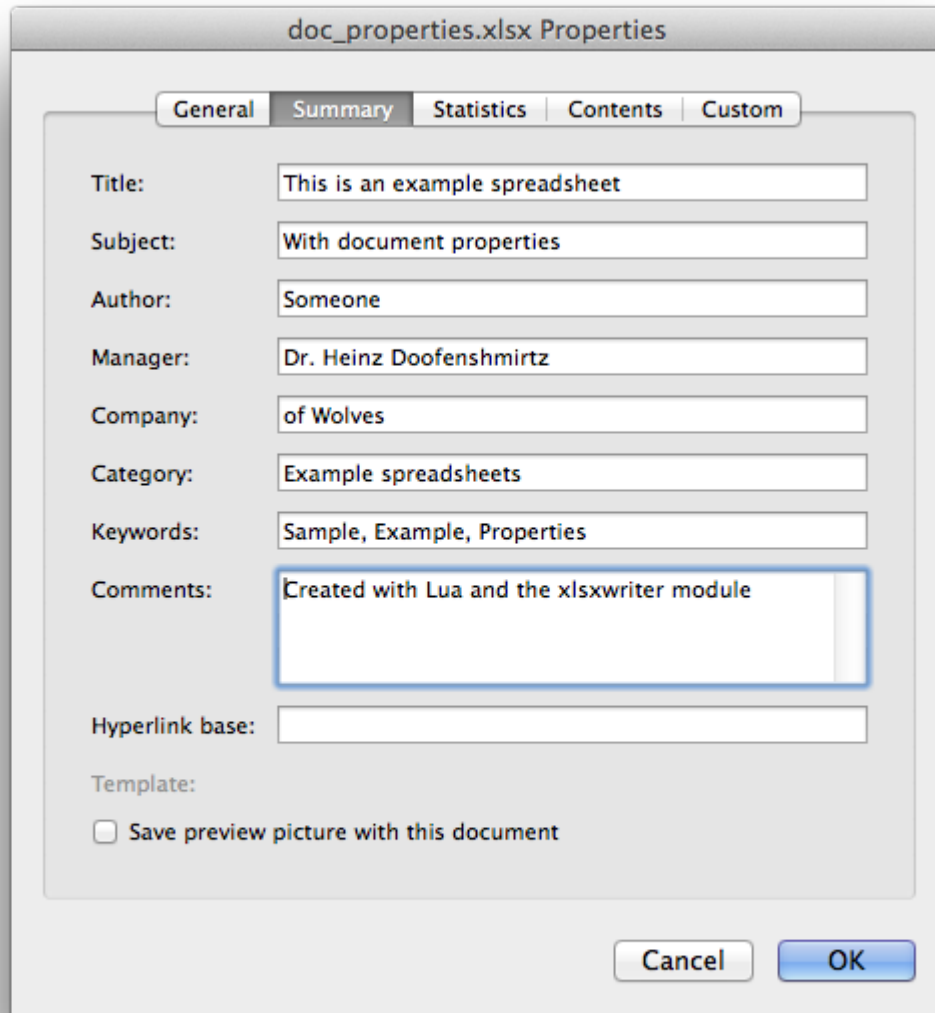 doc_properties.xlsx Properties
General Summary Statistics Contents Custom
Title: This is an example spreadsheet
Subject: With document properties
Author: Someone
Manager: Dr. Heinz Doofenshmirtz
Company: of Wolves
Category: Example spreadsheets
Keywords: Sample, Example, Properties
Comments: Created with Lua and the xlsxwriter module
Hyperlink base:
Template:
Save preview picture with this document
Cancel OK